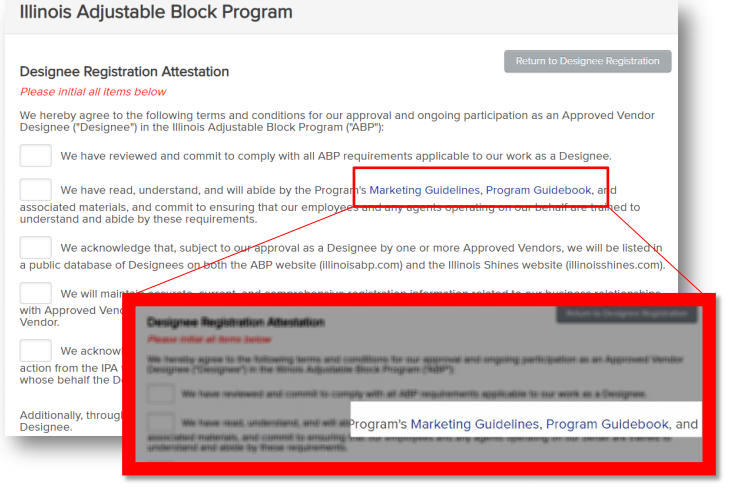 Illinois Adjustable Block Program
Return to Designee Registration
Designee Registration Attestation
Please initial all items below
We hereby agree to the following terms and conditions for our approval and ongoing participation as an Approved Vendor
Designee ("Designee") in the Illinois Adjustable Block Program ("ABP"):
We have reviewed and commit to comply with all ABP requirements applicable to our work as a Designee.
We have read, understand, and will abide by the Program's Marketing Guidelines, Program Guidebook, and
associated materials, and commit to ensuring that our employees and any agents operating on our behalf are trained to
understand and abide by these requirements.
We acknowledge that, subject to our approval as a Designee by one or more Approved Vendors, we will be listed in
a public database of Designees on both the ABP website (illinoisabp.com) and the Illinois Shines website (illinoisshines.com).
We will maintain accurate, current, and comprehensive registration information related to our business relationships
with Approved Vend
Vendor.
We acknow
action from the IPA
whose behalf the D
Additionally, throug
Designee.
Return to Designee Registration
Designee Registration Attestation
Please initial all items below
We hereby agree to the following terms and conditions for our approval and ongoing participation as an Approved Vendor
Designee ("Designee") in the Illinois Adjustable Block Program ("ABP"):
We have reviewed and commit to comply with all ABP requirements applicable to our work as a Designee.
We have read, understand, and will ab Program's Marketing Guidelines, Program Guidebook, and
associated materials, and commit to ensuring that our employees and any agents operating on our behalf are trained to
understand and abide by these requirements.